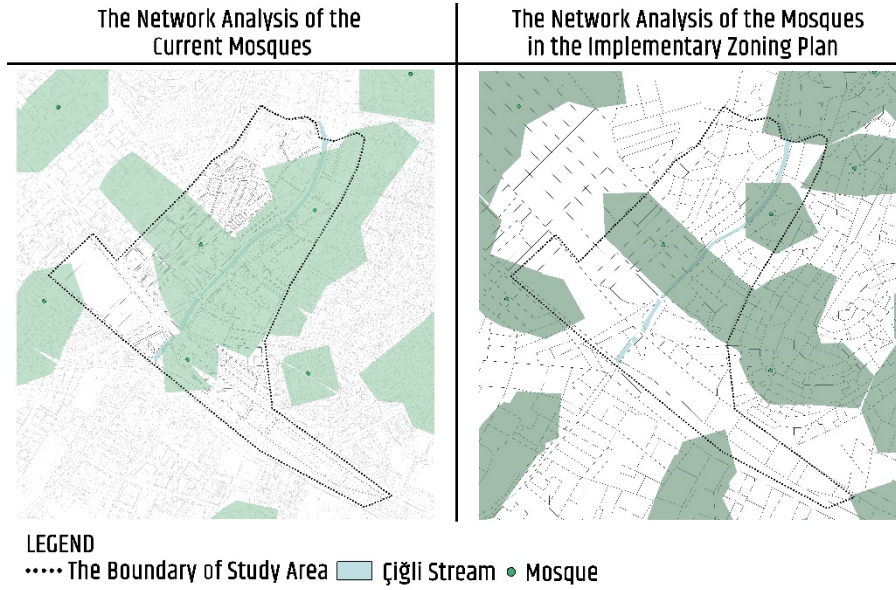 The Network Analysis of the
Current Mosques
The Network Analysis of the Mosques
in the Implementary Zoning Plan
LEGEND
The Boundary of Study Area Çiğli Stream Mosque